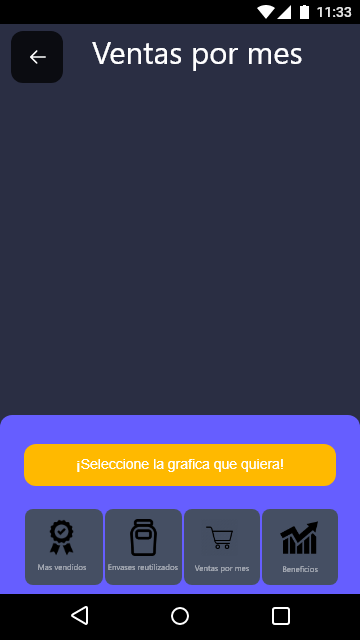 11:33
Ventas por mes
¡Seleccione la grafica que quiera!
Mas vendidos
Envases reutilizados
Ventas por mes
Beneficios